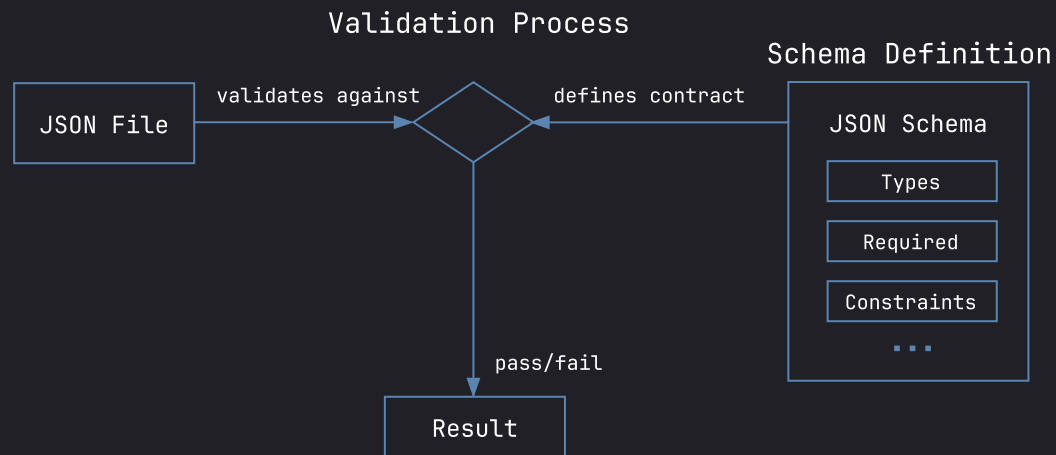 Validation Process
Schema Definition
validates against
defines contract
JSON File
JSON Schema
Types
Required
Constraints
...
pass/fail
Result